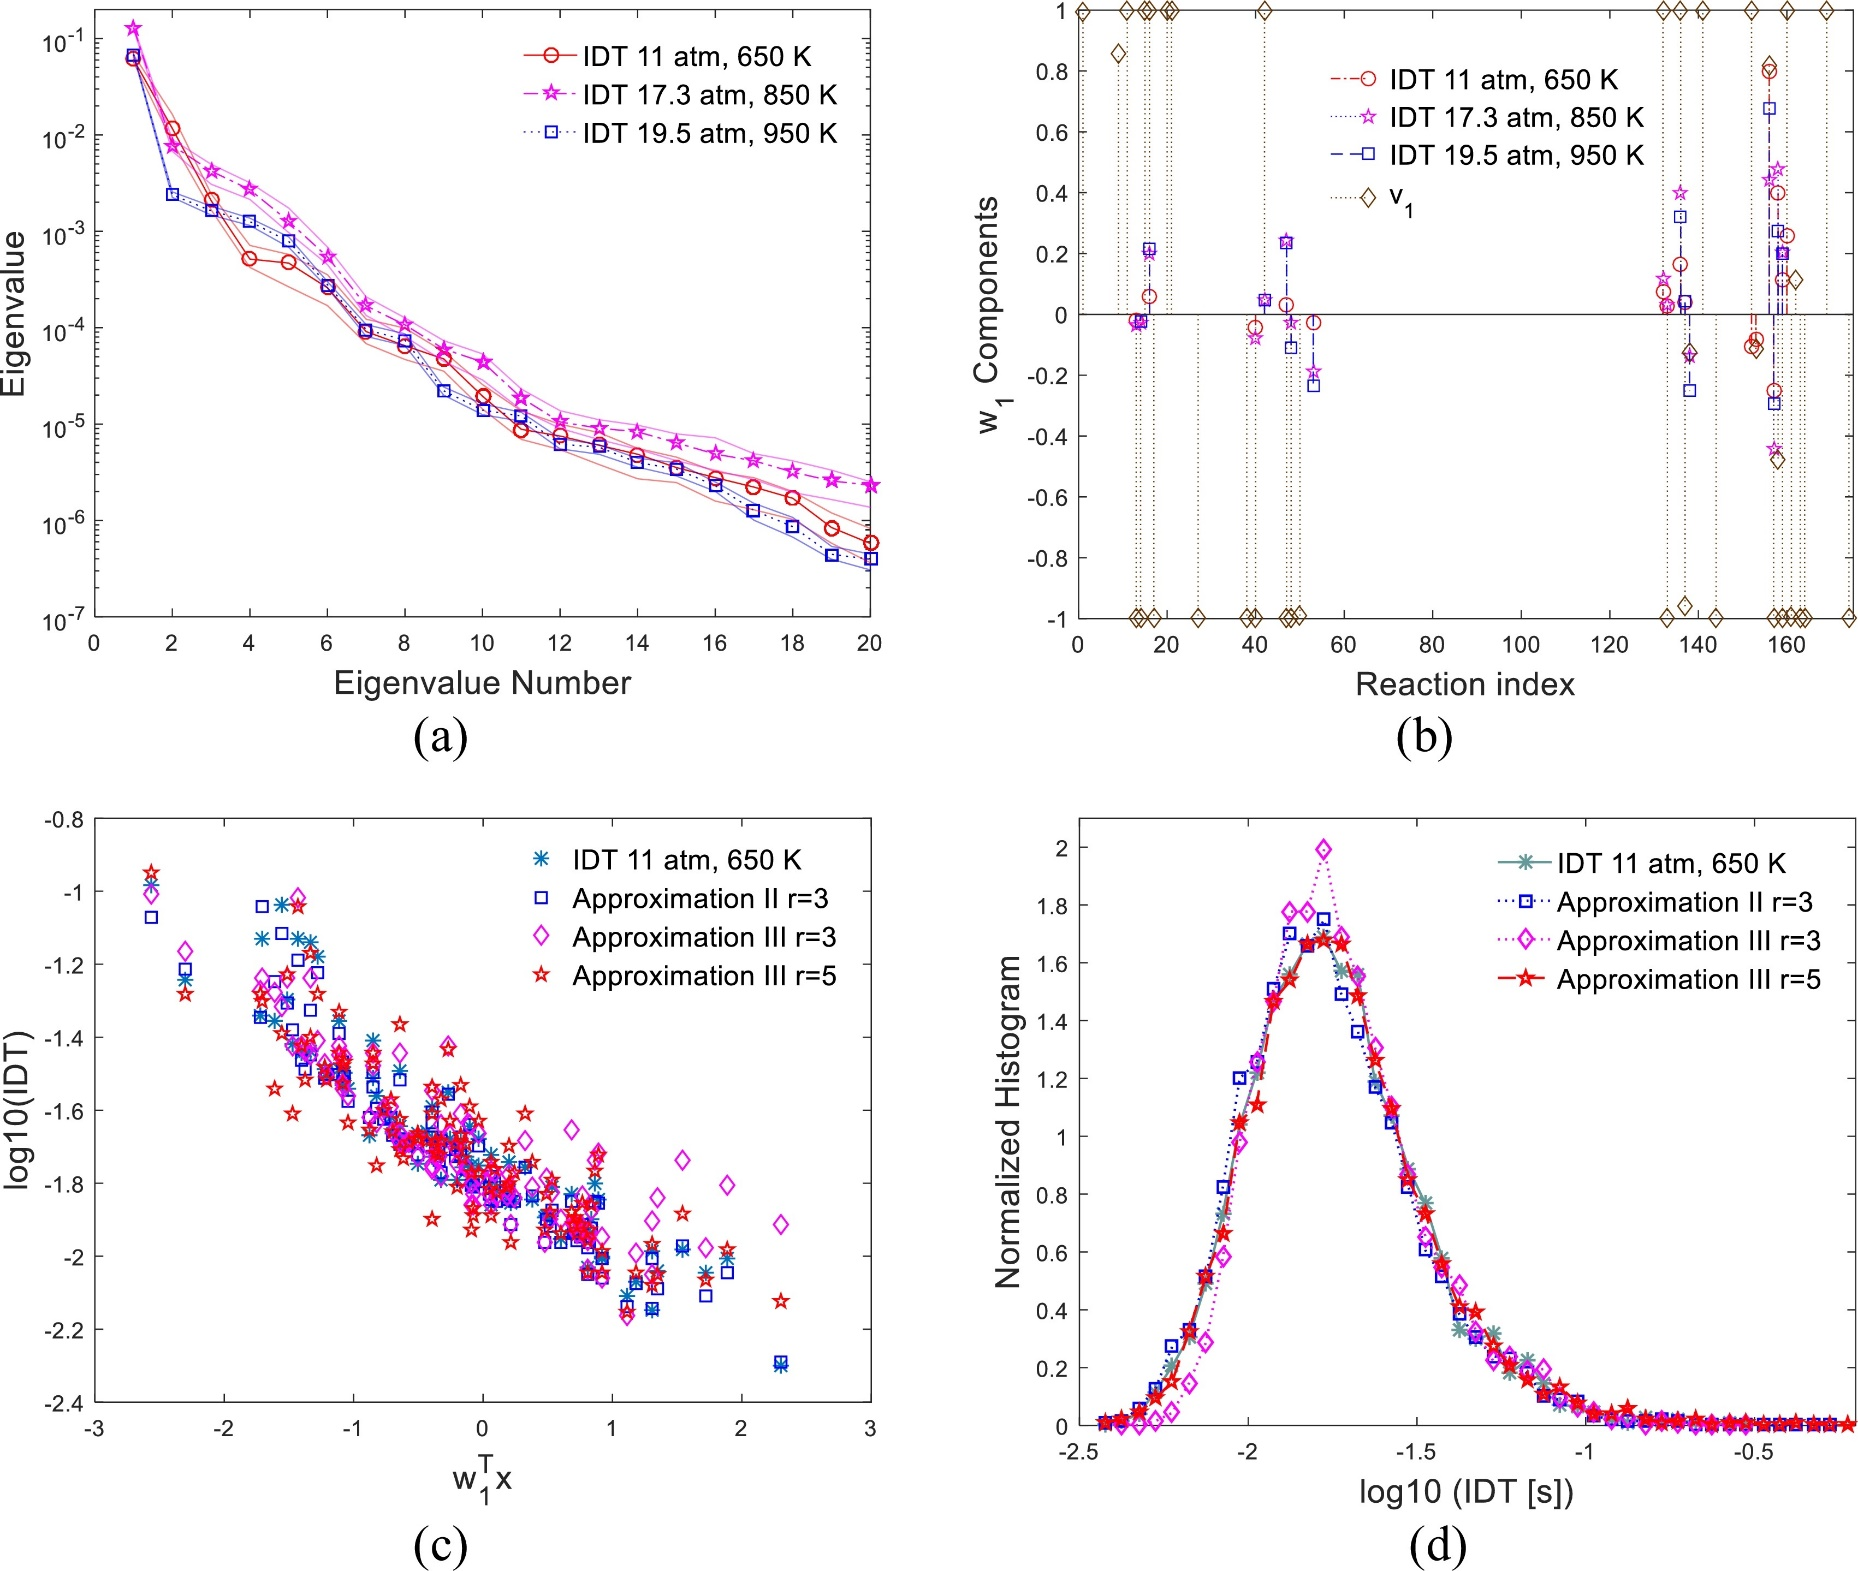 10^-1
10^-2
10^-3
10^-4
10^-5
10^-6
10^-7
Eigenvalue
0 2 4 6 8 10 12 14 16 18 20
Eigenvalue Number
IDT 11 atm, 650 K
IDT 17.3 atm, 850 K
IDT 19.5 atm, 950 K
(a)
1
0.8
0.6
0.4
0.2
0
-0.2
-0.4
-0.6
-0.8
-1
w_1 Components
0 20 40 60 80 100 120 140 160
Reaction index
IDT 11 atm, 650 K
IDT 17.3 atm, 850 K
IDT 19.5 atm, 950 K
v_1
(b)
-0.8
-1
-1.2
-1.4
-1.6
-1.8
-2
-2.2
-2.4
log10(IDT)
-3 -2 -1 0 1 2 3
w_1^T x
IDT 11 atm, 650 K
Approximation II r=3
Approximation III r=3
Approximation III r=5
(c)
2
1.8
1.6
1.4
1.2
1
0.8
0.6
0.4
0.2
0
Normalized Histogram
-2.5 -2 -1.5 -1 -0.5
log10 (IDT [s])
IDT 11 atm, 650 K
Approximation II r=3
Approximation III r=3
Approximation III r=5
(d)